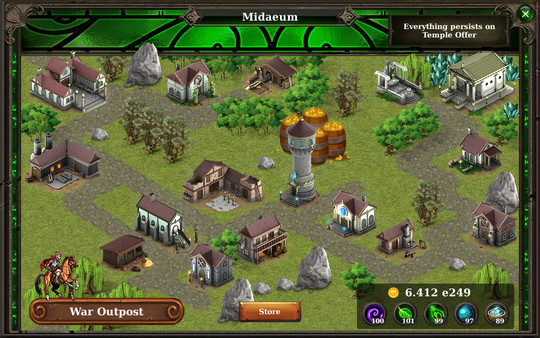 Midaeum
Everything persists on
Temple Offer
6.412 e249
100
101
99
97
89
War Outpost
Store